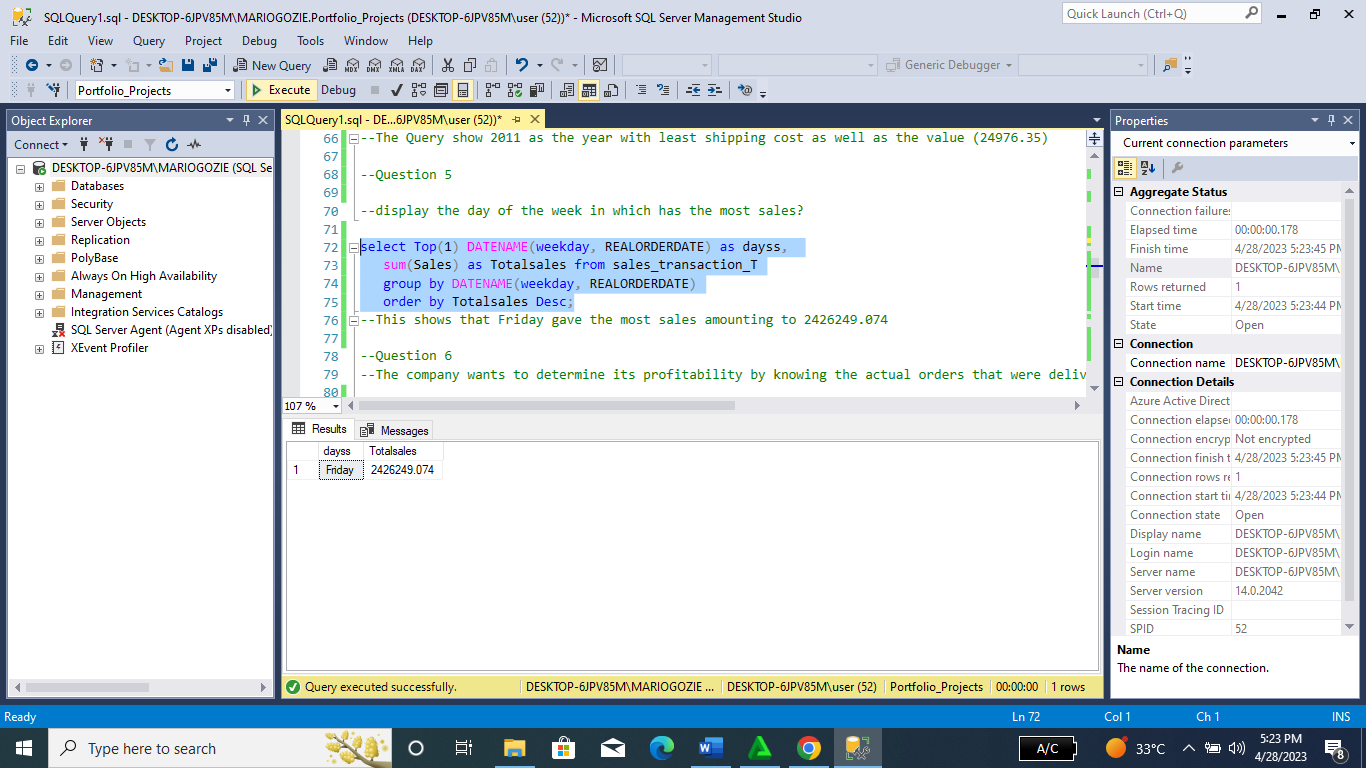 SQLQuery1.sql - DESKTOP-6JPV85M\MARIOGOZIE.Portfolio_Projects (DESKTOP-6JPV85M\user (52))* - Microsoft SQL Server Management Studio
Quick Launch (Ctrl+Q)
File Edit View Query Project Debug Tools Window Help
New Query MDX DMX XMLA DAX Generic Debugger
Portfolio_Projects Execute Debug
Object Explorer
Connect
DESKTOP-6JPV85M\MARIOGOZIE (SQL Se
Databases
Security
Server Objects
Replication
PolyBase
Always On High Availability
Management
Integration Services Catalogs
SQL Server Agent (Agent XPs disabled)
XEvent Profiler
SQLQuery1.sql - DE...6JPV85M\user (52))*
66 --The Query show 2011 as the year with least shipping cost as well as the value (24976.35)
67
68 --Question 5
69
70 --display the day of the week in which has the most sales?
71
72 select Top(1) DATENAME(weekday, REALORDERDATE) as dayss,
73 sum(Sales) as Totalsales from sales_transaction_T
74 group by DATENAME(weekday, REALORDERDATE)
75 order by Totalsales Desc;
76 --This shows that Friday gave the most sales amounting to 2426249.074
77
78 --Question 6
79 --The company wants to determine its profitability by knowing the actual orders that were deliv
80
107 %
Results Messages
dayss Totalsales
1 Friday 2426249.074
Query executed successfully. DESKTOP-6JPV85M\MARIOGOZIE ... DESKTOP-6JPV85M\user (52) Portfolio_Projects 00:00:00 1 rows
Properties
Current connection parameters
Aggregate Status
Connection failures
Elapsed time 00:00:00.178
Finish time 4/28/2023 5:23:45 PM
Name DESKTOP-6JPV85M\
Rows returned 1
Start time 4/28/2023 5:23:44 PM
State Open
Connection
Connection name DESKTOP-6JPV85M\
Connection Details
Azure Active Direct
Connection elapse 00:00:00.178
Connection encryp Not encrypted
Connection finish t 4/28/2023 5:23:45 PM
Connection rows re 1
Connection start tir 4/28/2023 5:23:44 PM
Connection state Open
Display name DESKTOP-6JPV85M\
Login name DESKTOP-6JPV85M\
Server name DESKTOP-6JPV85M\
Server version 14.0.2042
Session Tracing ID
SPID 52
Name
The name of the connection.
Ready Ln 72 Col 1 Ch 1 INS
Type here to search
A/C 33°C 5:23 PM
4/28/2023 8